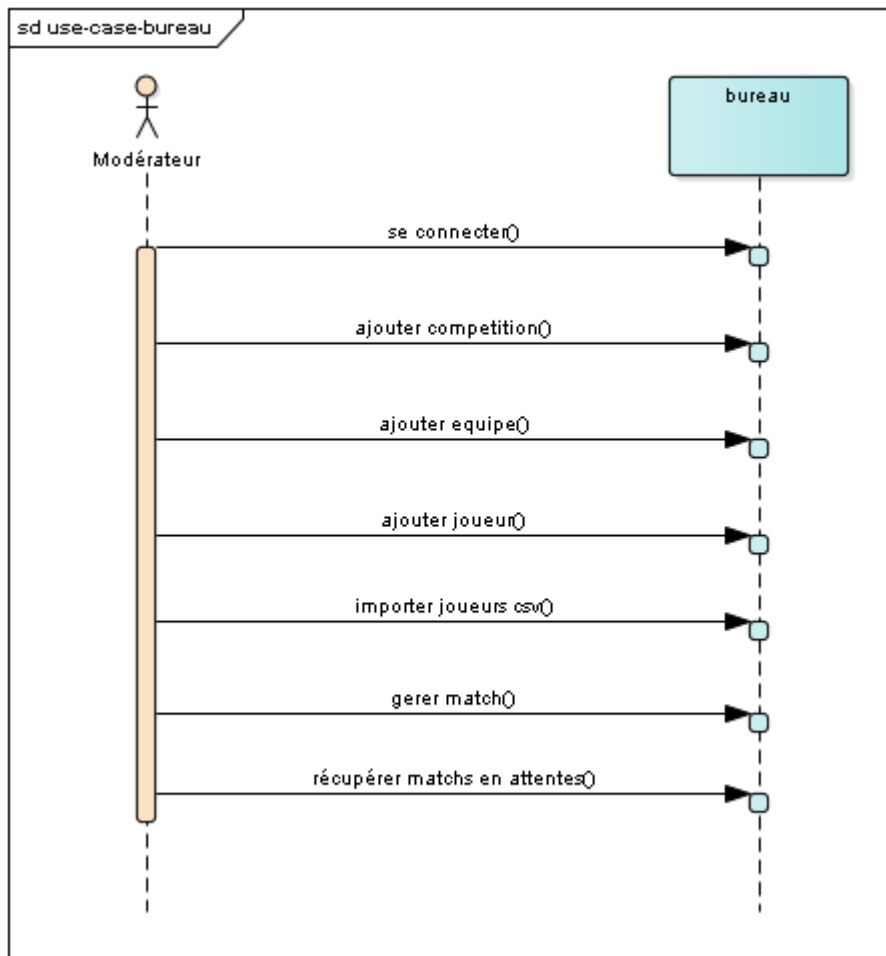 sd use-case-bureau
Modérateur
bureau
se connecter()
ajouter competition()
ajouter equipe()
ajouter joueur()
importer joueurs csv()
gerer match()
récupérer matchs en attentes()